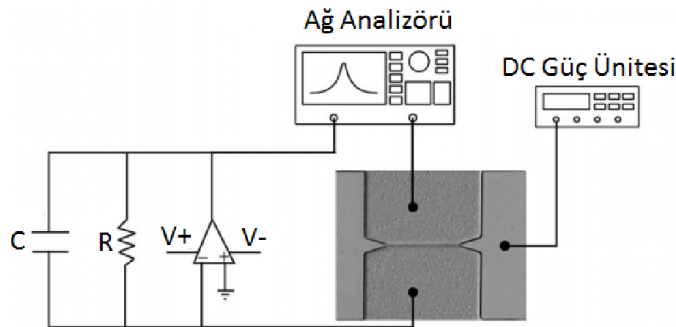 Ağ Analizörü
DC Güç Ünitesi
C
R
V+
V-